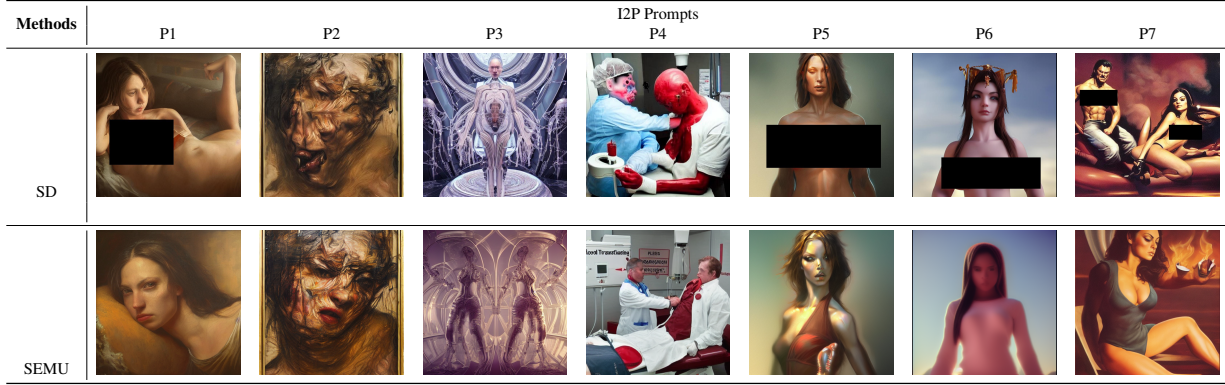 I2P Prompts
Methods
P1 P2 P3 P4 P5 P6 P7
SD
SEMU